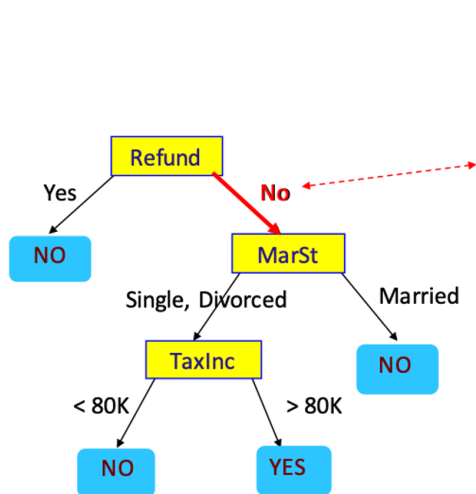 Refund
Yes
No
NO
MarSt
Single, Divorced
Married
TaxInc
NO
< 80K
> 80K
NO
YES